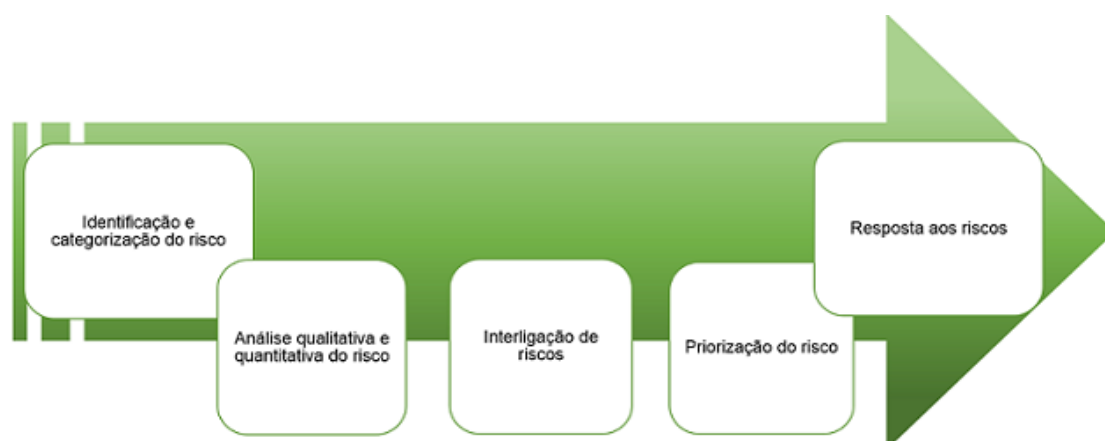 Identificação e
categorização do risco
Análise qualitativa e
quantitativa do risco
Interligação de
riscos
Priorização do risco
Resposta aos riscos